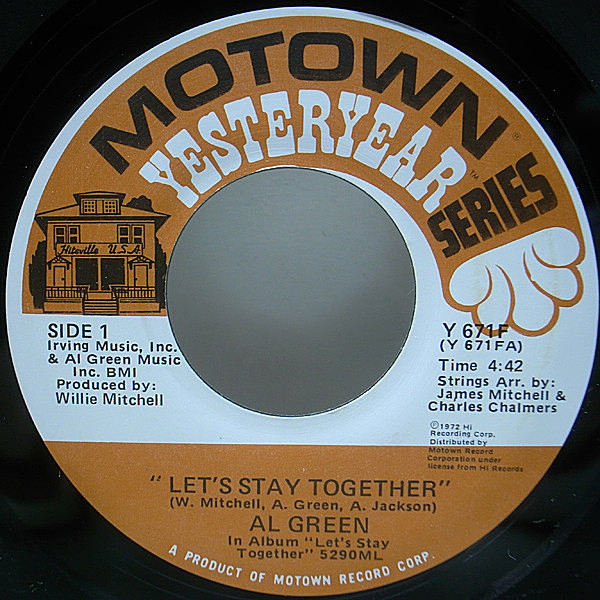 MOTOWN®
YESTERYEAR™
SERIES
Hitsville U.S.A.
SIDE 1
Irving Music, Inc.
& Al Green Music
Inc. BMI
Produced by:
Willie Mitchell
Y 671F
(Y 671FA)
Time 4:42
Strings Arr. by:
James Mitchell &
Charles Chalmers
℗1972 Hi
Recording Corp.
Distributed by
Motown Record
Corporation under
license from Hi Records
"LET'S STAY TOGETHER"
(W. Mitchell, A. Green, A. Jackson)
AL GREEN
In Album "Let's Stay
Together" 5290ML
A PRODUCT OF MOTOWN RECORD CORP.